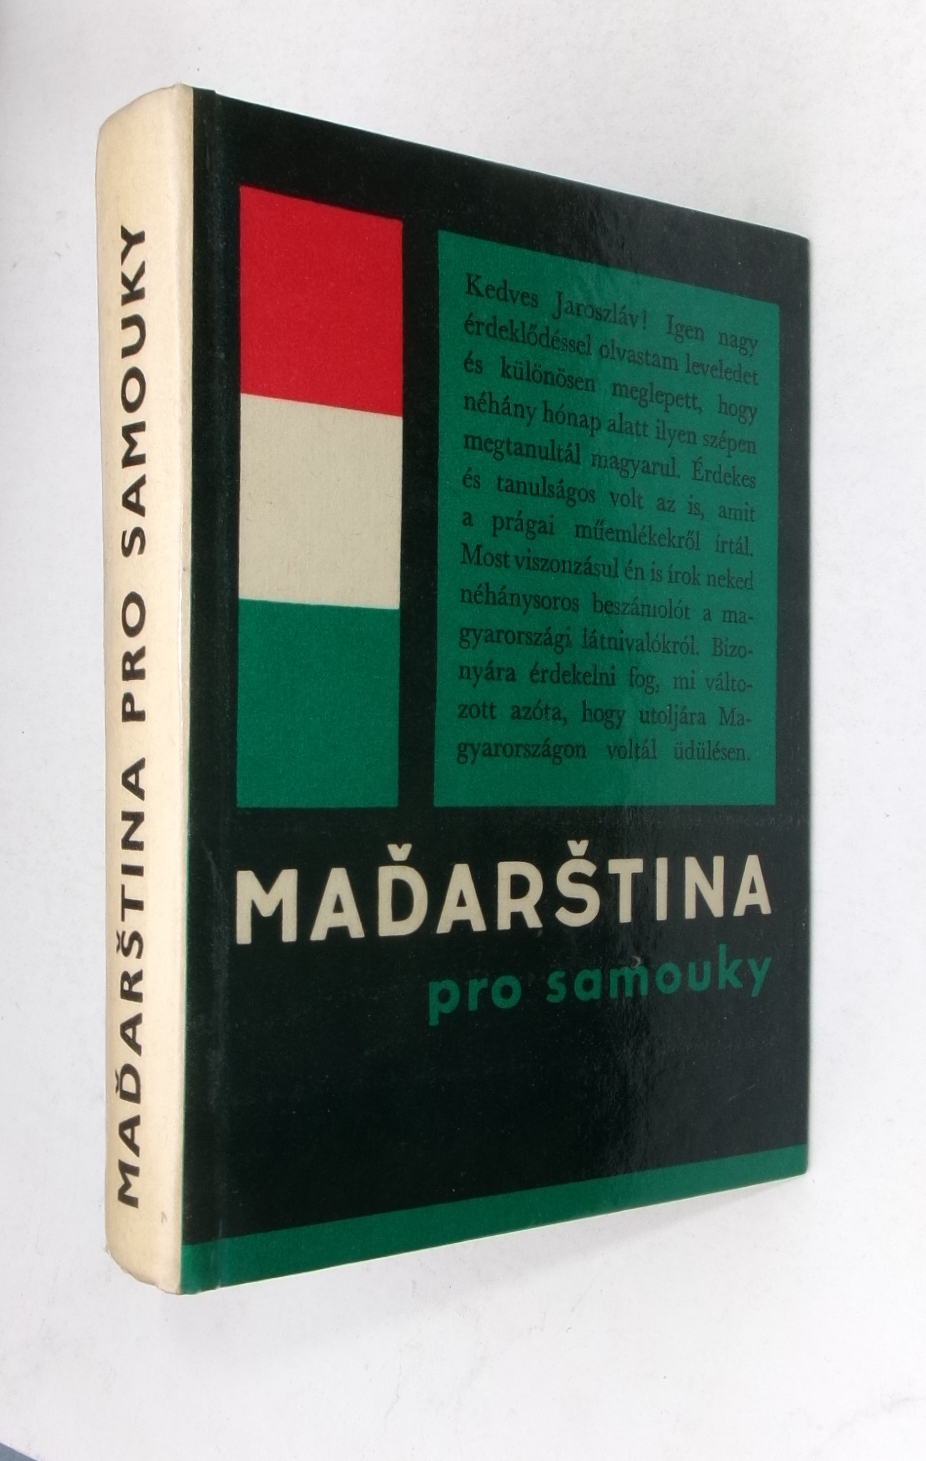 MAĎARŠTINA PRO SAMOUKY
Kedves Jaroszláv! Igen nagy
érdeklődéssel olvastam leveledet
és különösen meglepett, hogy
néhány hónap alatt ilyen szépen
megtanultál magyarul. Érdekes
és tanulságos volt az is, amit
a prágai műemlékekről írtál.
Most viszonzásul én is írok neked
néhánysoros beszámolót a ma-
gyarországi látnivalókról. Bizo-
nyára érdekelni fog, mi válto-
zott azóta, hogy utoljára Ma-
gyarországon voltál üdülésen.
MAĎARŠTINA
pro samouky